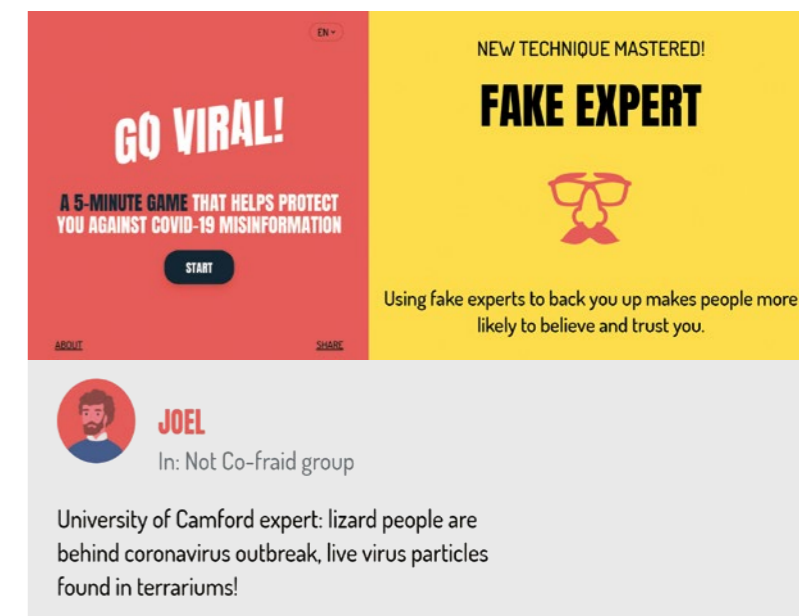 EN
GO VIRAL!
A 5-MINUTE GAME THAT HELPS PROTECT
YOU AGAINST COVID-19 MISINFORMATION
START
ABOUT
SHARE
NEW TECHNIQUE MASTERED!
FAKE EXPERT
Using fake experts to back you up makes people more
likely to believe and trust you.
JOEL
In: Not Co-fraid group
University of Camford expert: lizard people are
behind coronavirus outbreak, live virus particles
found in terrariums!